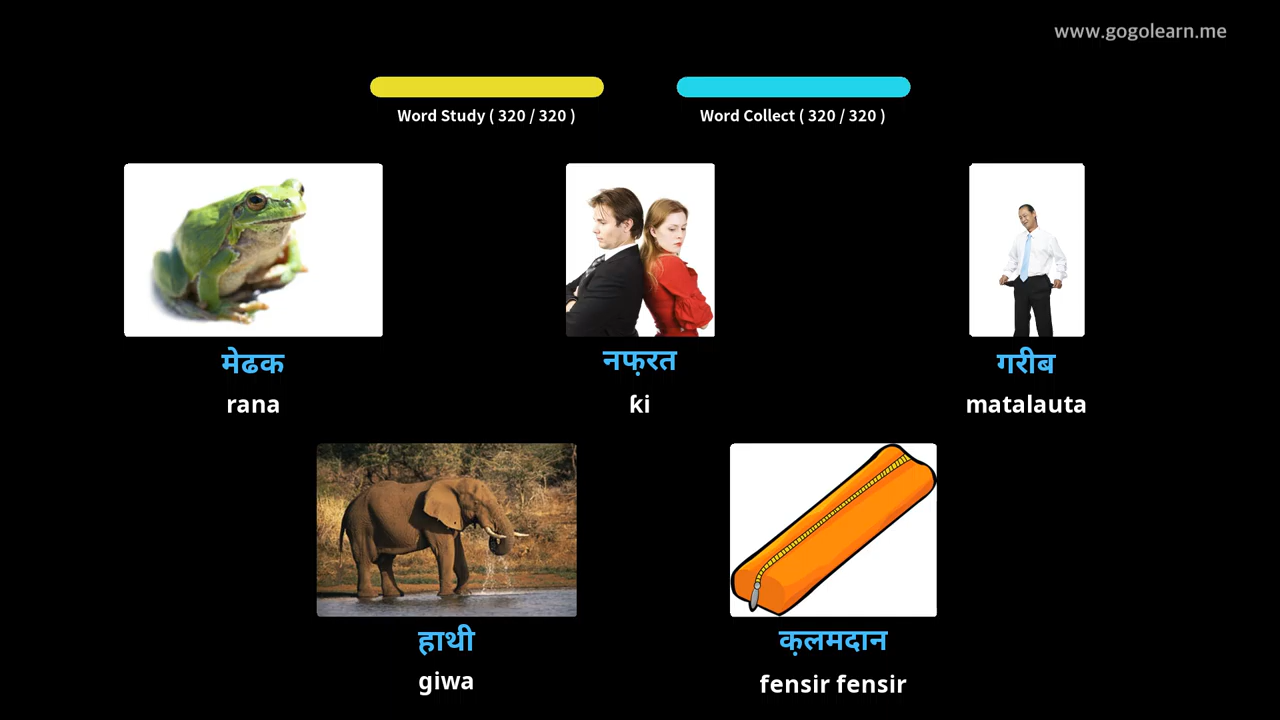 www.gogolearn.me
Word Study ( 320 / 320 )
Word Collect ( 320 / 320 )
मेढक
नफ़रत
गरीब
rana
ƙi
matalauta
हाथी
क़लमदान
giwa
fensir fensir